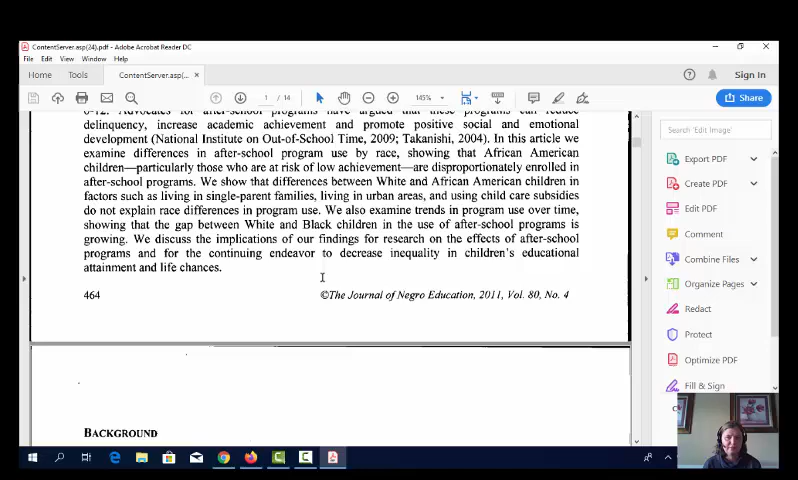 ContentServer.asp(24).pdf - Adobe Acrobat Reader DC
File Edit View Window Help
Home Tools ContentServer.asp(... × Sign In
1 / 14 145% Share
0-12. Advocates for after-school programs have argued that these programs can reduce
delinquency, increase academic achievement and promote positive social and emotional
development (National Institute on Out-of-School Time, 2009; Takanishi, 2004). In this article we
examine differences in after-school program use by race, showing that African American
children—particularly those who are at risk of low achievement—are disproportionately enrolled in
after-school programs. We show that differences between White and African American children in
factors such as living in single-parent families, living in urban areas, and using child care subsidies
do not explain race differences in program use. We also examine trends in program use over time,
showing that the gap between White and Black children in the use of after-school programs is
growing. We discuss the implications of our findings for research on the effects of after-school
programs and for the continuing endeavor to decrease inequality in children's educational
attainment and life chances.
464 ©The Journal of Negro Education, 2011, Vol. 80, No. 4
BACKGROUND
Search 'Edit Image'
Export PDF
Create PDF
Edit PDF
Comment
Combine Files
Organize Pages
Redact
Protect
Optimize PDF
Fill & Sign